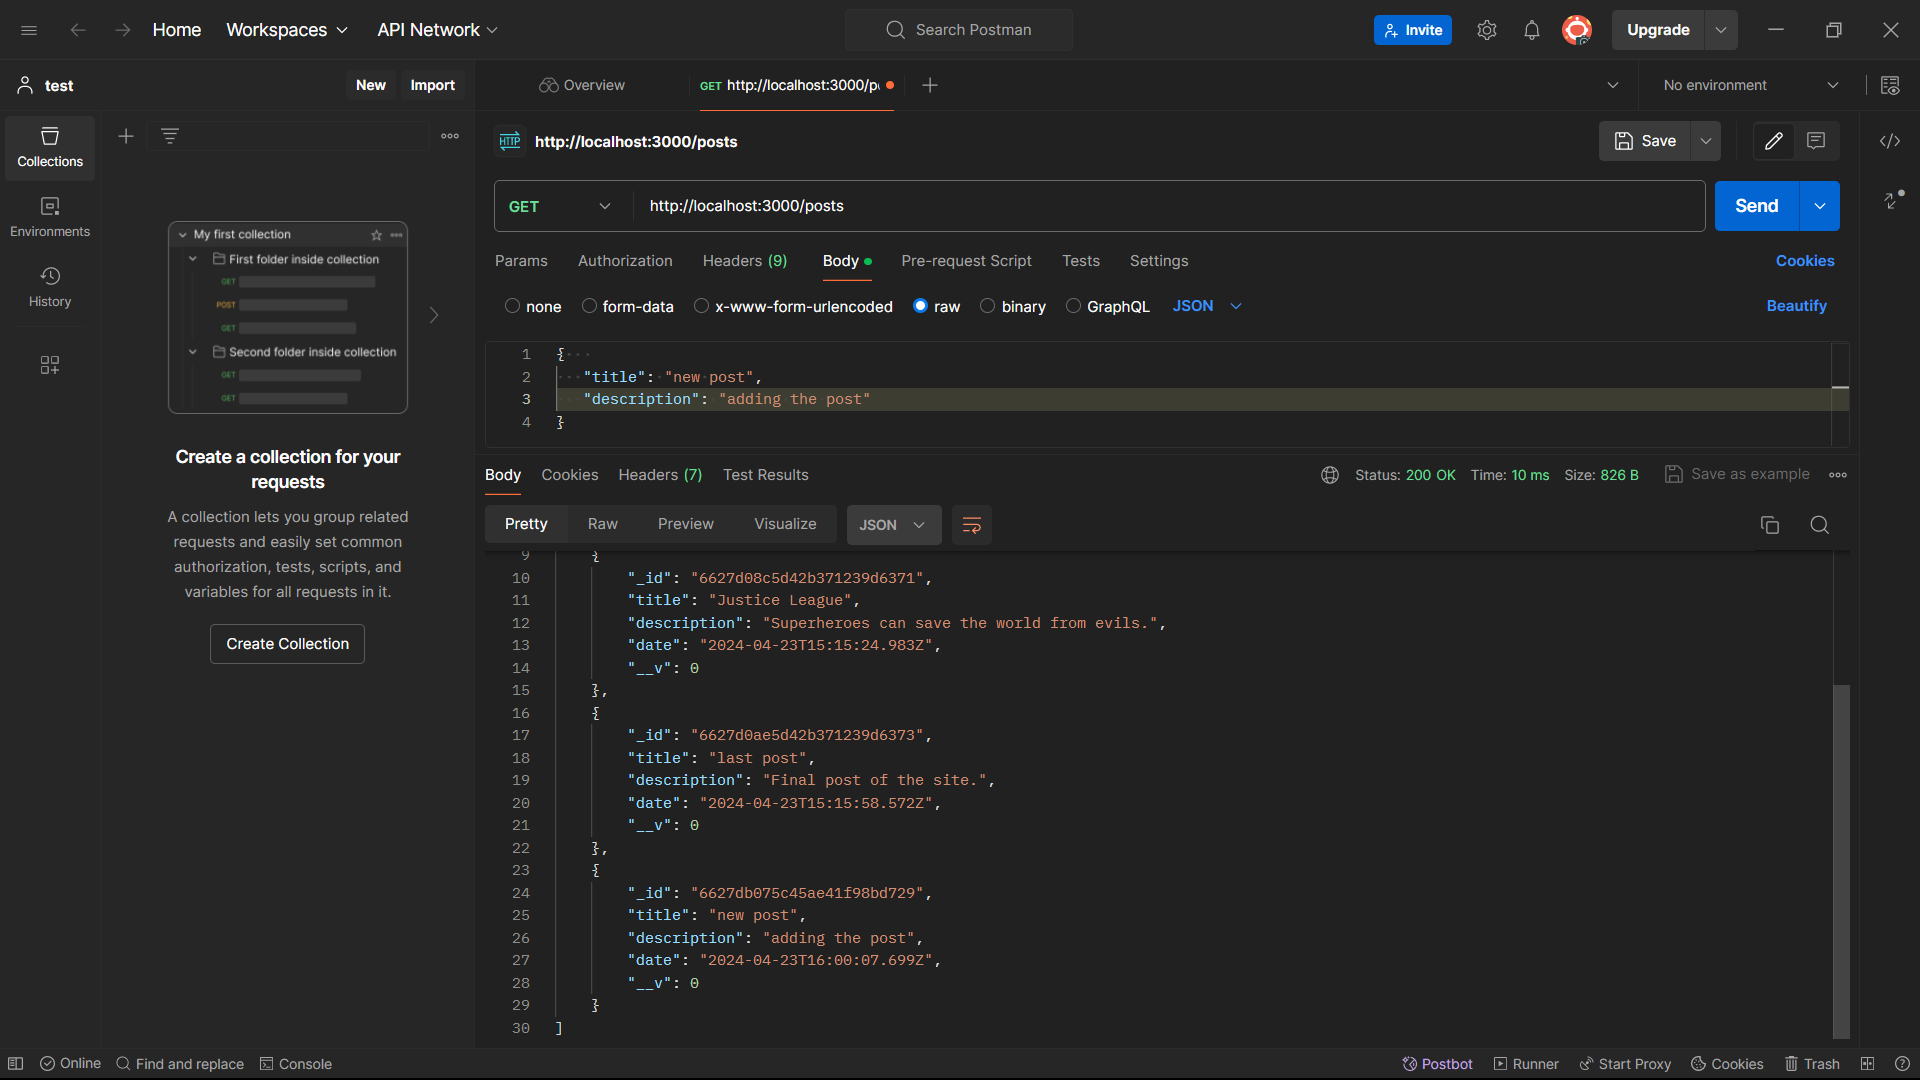 Home Workspaces API Network Search Postman Invite Upgrade
test New Import Overview GET http://localhost:3000/p No environment
Collections
Environments
History
My first collection
First folder inside collection
GET
POST
GET
Second folder inside collection
GET
GET
Create a collection for your
requests
A collection lets you group related
requests and easily set common
authorization, tests, scripts, and
variables for all requests in it.
Create Collection
HTTP http://localhost:3000/posts Save
GET http://localhost:3000/posts Send
Params Authorization Headers (9) Body Pre-request Script Tests Settings Cookies
none form-data x-www-form-urlencoded raw binary GraphQL JSON Beautify
1 {
2 "title": "new post",
3 "description": "adding the post"
4 }
Body Cookies Headers (7) Test Results Status: 200 OK Time: 10 ms Size: 826 B Save as example
Pretty Raw Preview Visualize JSON
9 {
10 "_id": "6627d08c5d42b371239d6371",
11 "title": "Justice League",
12 "description": "Superheroes can save the world from evils.",
13 "date": "2024-04-23T15:15:24.983Z",
14 "__v": 0
15 },
16 {
17 "_id": "6627d0ae5d42b371239d6373",
18 "title": "last post",
19 "description": "Final post of the site.",
20 "date": "2024-04-23T15:15:58.572Z",
21 "__v": 0
22 },
23 {
24 "_id": "6627db075c45ae41f98bd729",
25 "title": "new post",
26 "description": "adding the post",
27 "date": "2024-04-23T16:00:07.699Z",
28 "__v": 0
29 }
30 ]
Online Find and replace Console Postbot Runner Start Proxy Cookies Trash